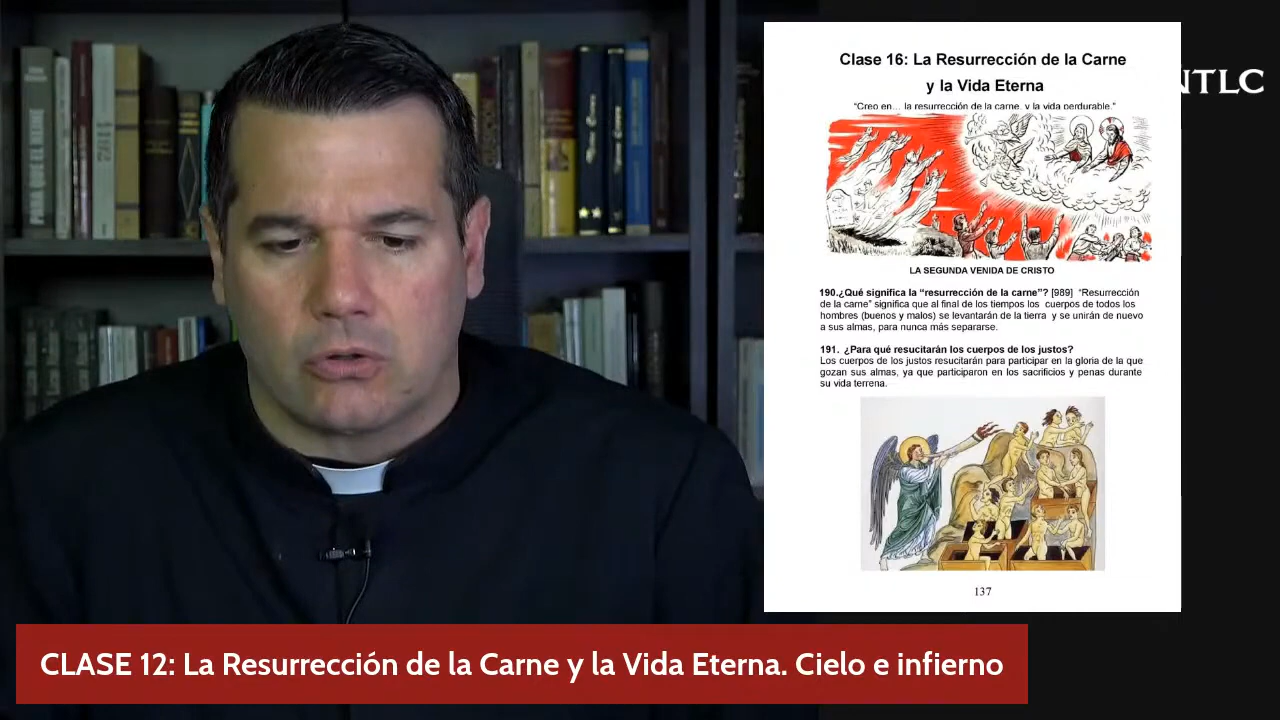 PARA QUE EL REINE
NTLC
Clase 16: La Resurrección de la Carne
y la Vida Eterna
“Creo en... la resurrección de la carne, y la vida perdurable.”
LA SEGUNDA VENIDA DE CRISTO
190.¿Qué significa la “resurrección de la carne”? [989] “Resurrección
de la carne” significa que al final de los tiempos los cuerpos de todos los
hombres (buenos y malos) se levantarán de la tierra y se unirán de nuevo
a sus almas, para nunca más separarse.
191. ¿Para qué resucitarán los cuerpos de los justos?
Los cuerpos de los justos resucitarán para participar en la gloria de la que
gozan sus almas, ya que participaron en los sacrificios y penas durante
su vida terrena.
137
CLASE 12: La Resurrección de la Carne y la Vida Eterna. Cielo e infierno